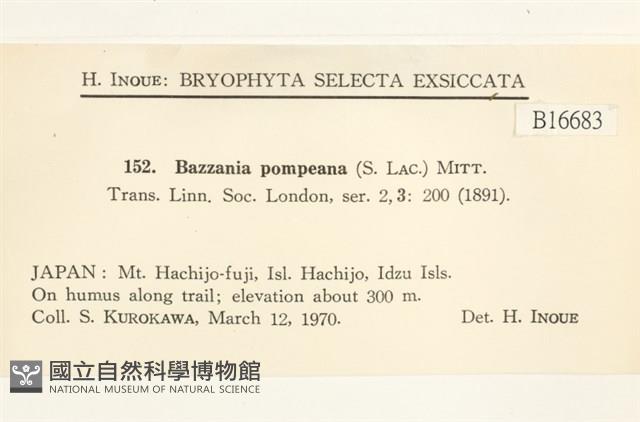 H. INOUE: BRYOPHYTA SELECTA EXSICCATA
B16683
152. Bazzania pompeana (S. LAC.) MITT.
Trans. Linn. Soc. London, ser. 2, 3: 200 (1891).
JAPAN: Mt. Hachijo-fuji, Isl. Hachijo, Idzu Isls.
On humus along trail; elevation about 300 m.
Coll. S. KUROKAWA, March 12, 1970. Det. H. INOUE
國立自然科學博物館
NATIONAL MUSEUM OF NATURAL SCIENCE